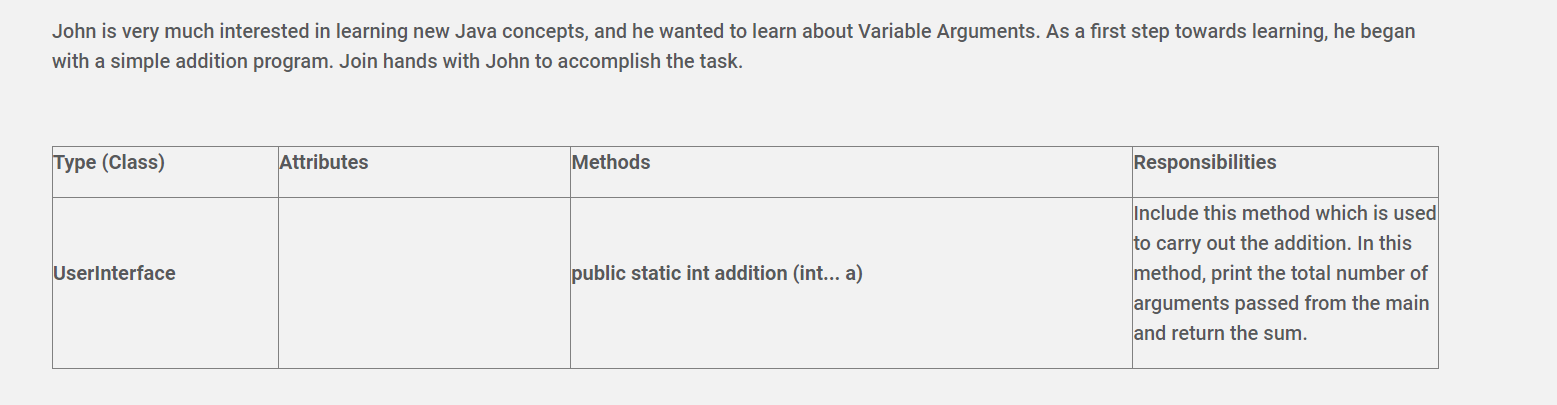 John is very much interested in learning new Java concepts, and he wanted to learn about Variable Arguments. As a first step towards learning, he began
with a simple addition program. Join hands with John to accomplish the task.
Type (Class) Attributes Methods Responsibilities
UserInterface public static int addition (int... a) Include this method which is used
to carry out the addition. In this
method, print the total number of
arguments passed from the main
and return the sum.